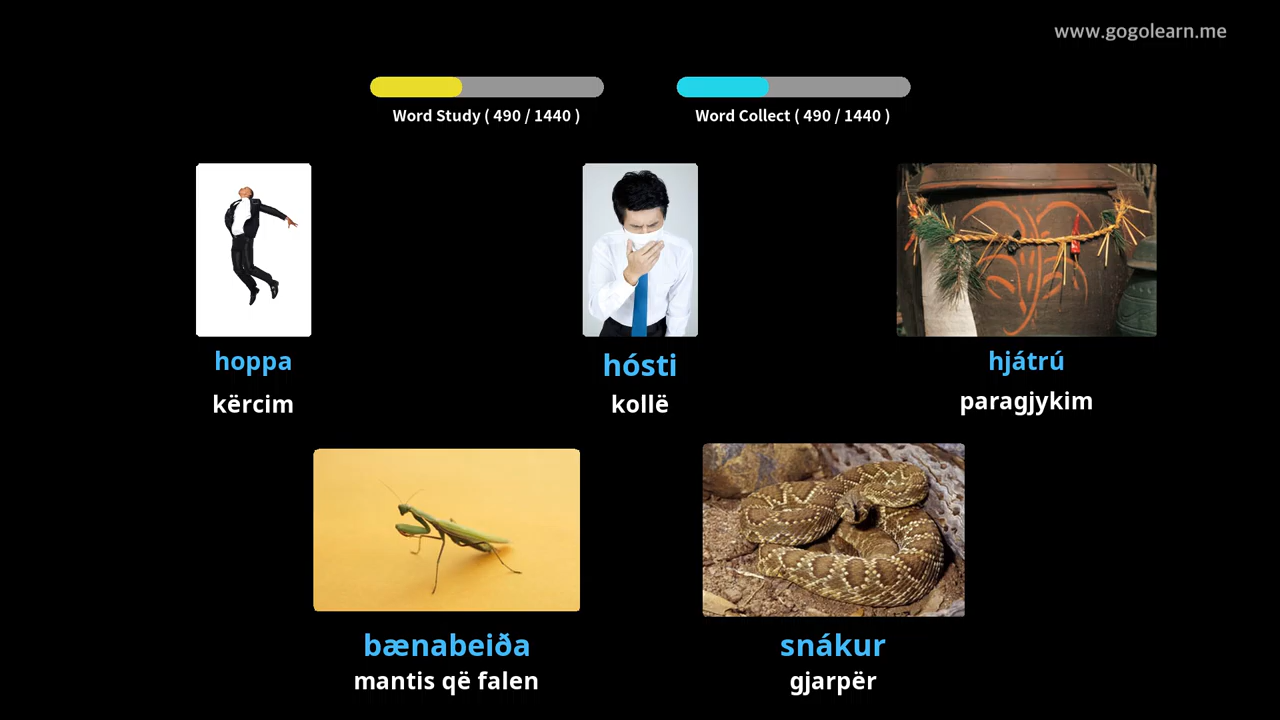 www.gogolearn.me
Word Study ( 490 / 1440 )
Word Collect ( 490 / 1440 )
hoppa
kërcim
hósti
kollë
hjátrú
paragjykim
bænabeiða
mantis që falen
snákur
gjarpër